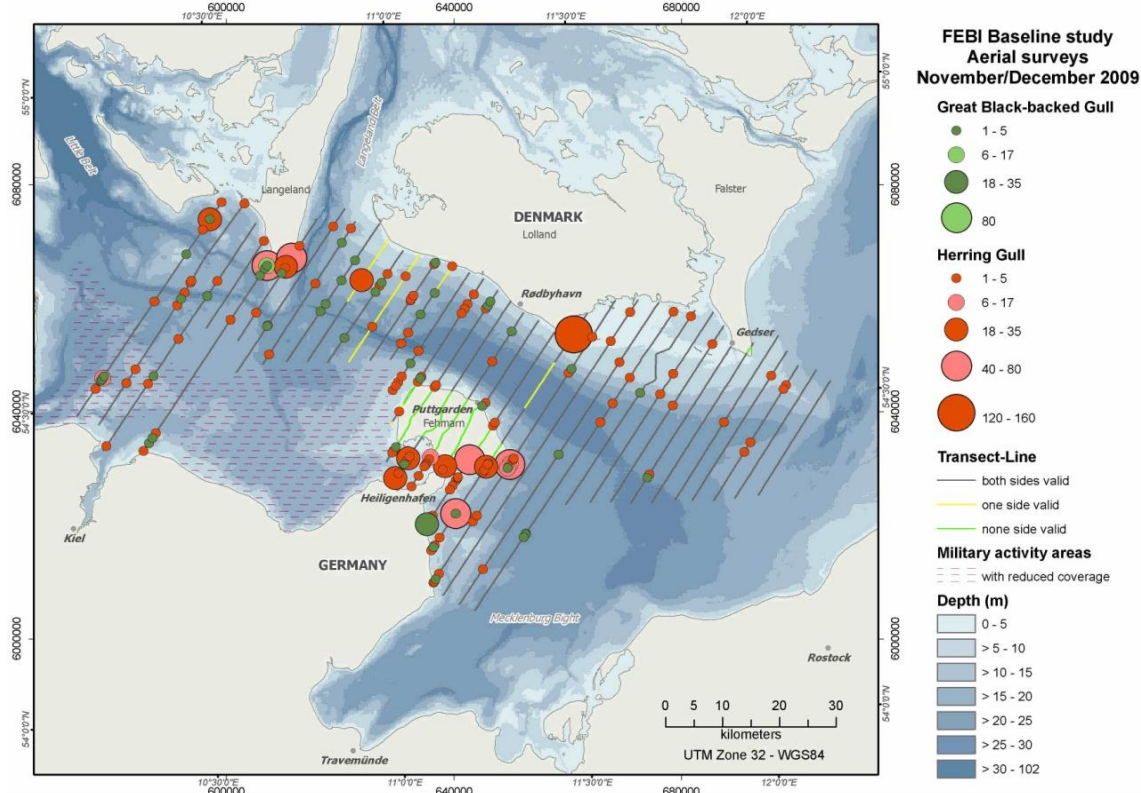 600000
640000
680000
10°30'0"E
11°0'0"E
11°30'0"E
12°0'0"E
55°0'0"N
6080000
6040000
54°30'0"N
6000000
54°0'0"N
55°0'0"N
6080000
54°30'0"N
6040000
6000000
54°0'0"N
Little Belt
Langeland Belt
Langeland
Falster
DENMARK
Lolland
Rødbyhavn
Gedser
Puttgarden
Fehmarn
Heiligenhafen
Kiel
GERMANY
Mecklenburg Bight
Rostock
Travemünde
0 5 10 20 30
kilometers
UTM Zone 32 - WGS84
10°30'0"E
11°0'0"E
11°30'0"E
12°0'0"E
600000
640000
680000
FEBI Baseline study
Aerial surveys
November/December 2009
Great Black-backed Gull
1 - 5
6 - 17
18 - 35
80
Herring Gull
1 - 5
6 - 17
18 - 35
40 - 80
120 - 160
Transect-Line
both sides valid
one side valid
none side valid
Military activity areas
with reduced coverage
Depth (m)
0 - 5
> 5 - 10
> 10 - 15
> 15 - 20
> 20 - 25
> 25 - 30
> 30 - 102